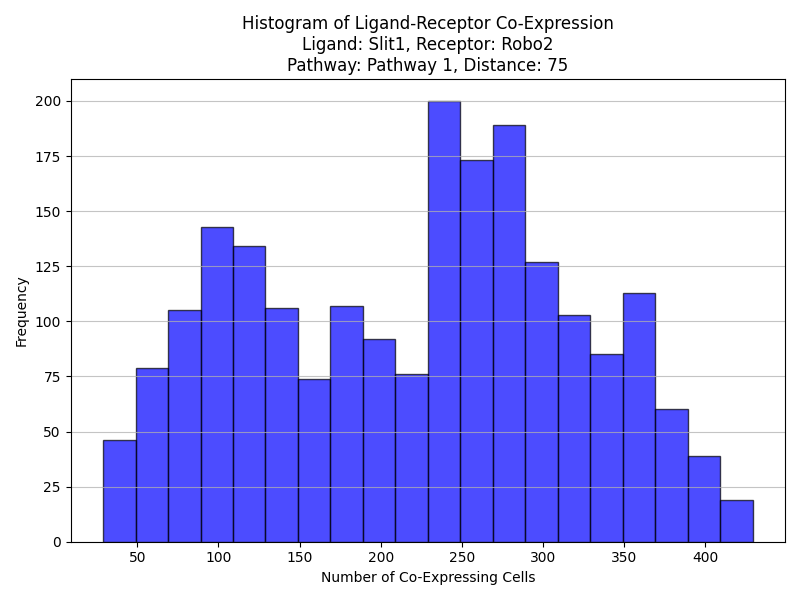 Histogram of Ligand-Receptor Co-Expression
Ligand: Slit1, Receptor: Robo2
Pathway: Pathway 1, Distance: 75
200
175
150
125
100
75
50
25
0
Frequency
50 100 150 200 250 300 350 400
Number of Co-Expressing Cells